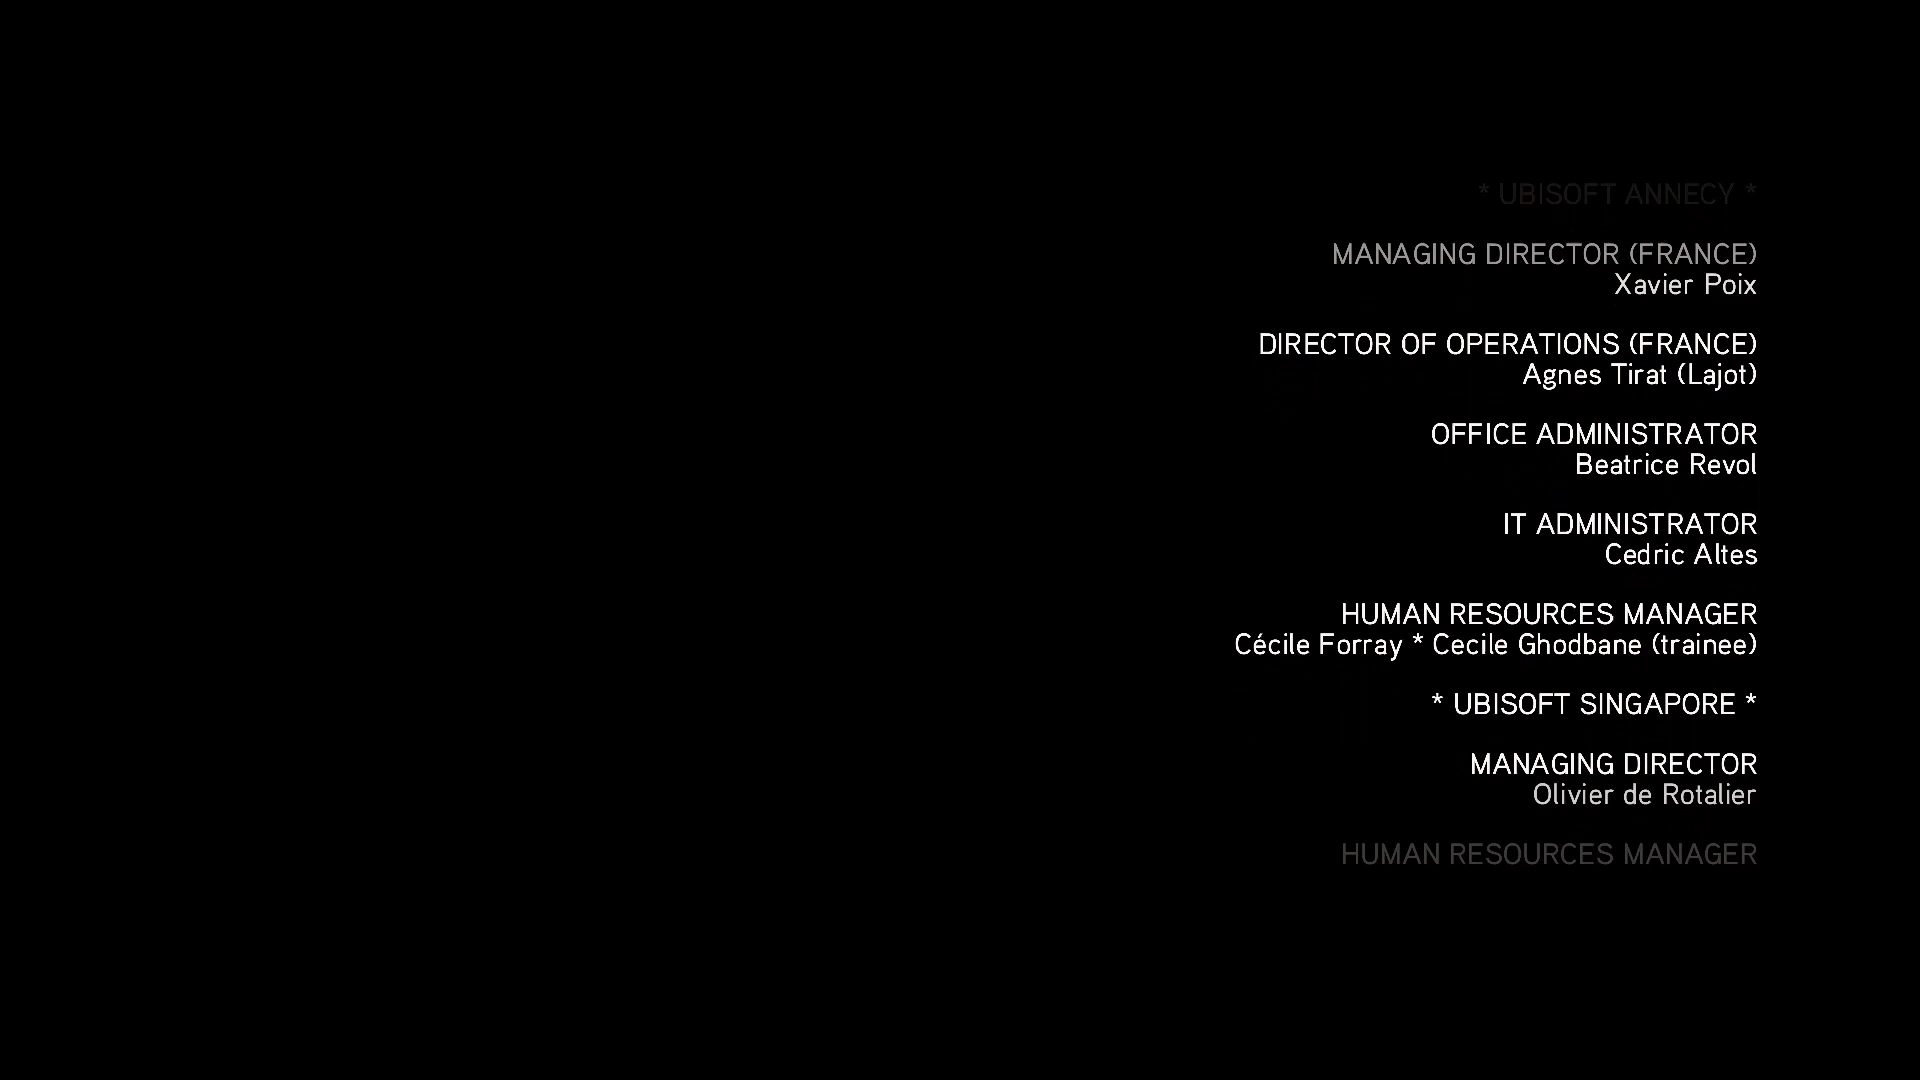 * UBISOFT ANNECY *
MANAGING DIRECTOR (FRANCE)
Xavier Poix
DIRECTOR OF OPERATIONS (FRANCE)
Agnes Tirat (Lajot)
OFFICE ADMINISTRATOR
Beatrice Revol
IT ADMINISTRATOR
Cedric Altes
HUMAN RESOURCES MANAGER
Cécile Forray * Cecile Ghodbane (trainee)
* UBISOFT SINGAPORE *
MANAGING DIRECTOR
Olivier de Rotalier
HUMAN RESOURCES MANAGER